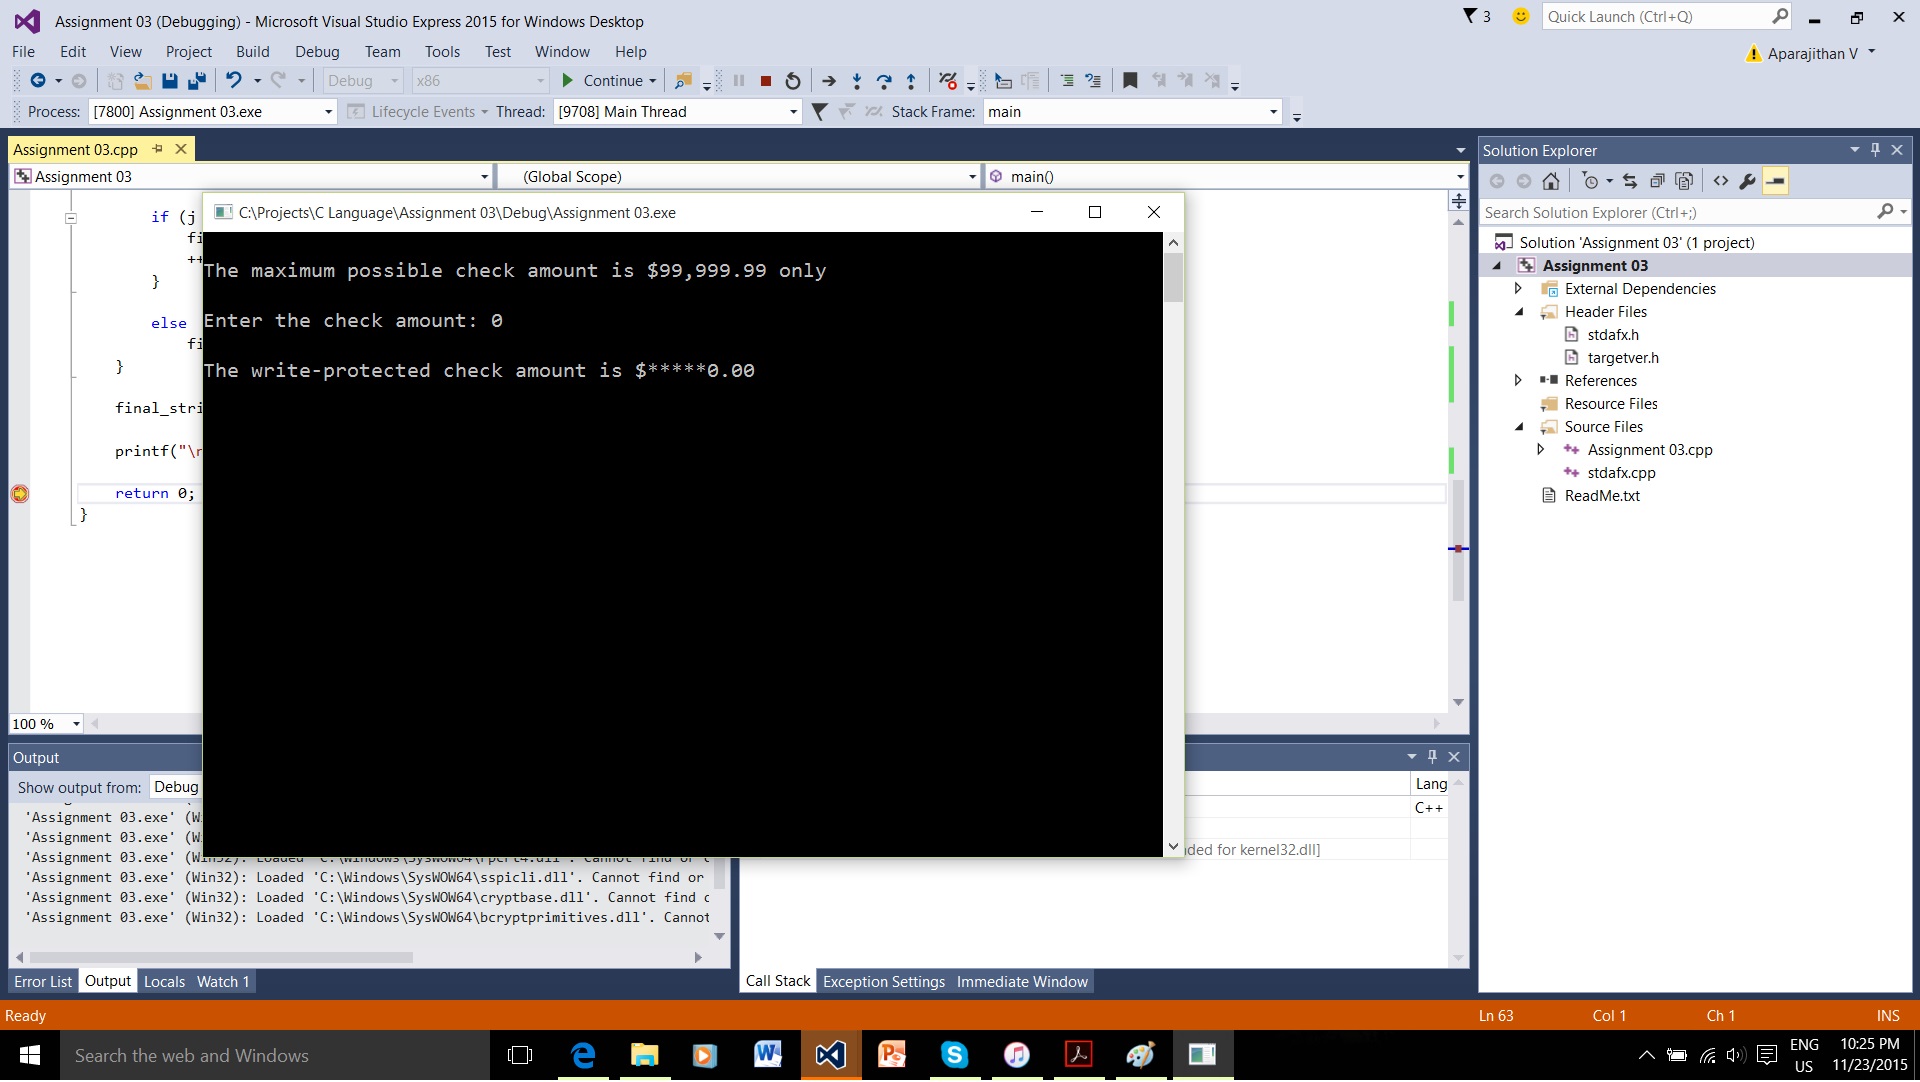 Assignment 03 (Debugging) - Microsoft Visual Studio Express 2015 for Windows Desktop
3
Quick Launch (Ctrl+Q)
File Edit View Project Build Debug Team Tools Test Window Help
Aparajithan V
Debug x86 Continue
Process: [7800] Assignment 03.exe Lifecycle Events Thread: [9708] Main Thread Stack Frame: main
Assignment 03.cpp
Assignment 03 (Global Scope) main()
if (j
fi
++
}
else
fi
}
final_stri
printf("\n
return 0;
}
100 %
C:\Projects\C Language\Assignment 03\Debug\Assignment 03.exe
The maximum possible check amount is $99,999.99 only
Enter the check amount: 0
The write-protected check amount is $*****0.00
Solution Explorer
Search Solution Explorer (Ctrl+;)
Solution 'Assignment 03' (1 project)
Assignment 03
External Dependencies
Header Files
stdafx.h
targetver.h
References
Resource Files
Source Files
Assignment 03.cpp
stdafx.cpp
ReadMe.txt
Output
Show output from: Debug
'Assignment 03.exe' (W
'Assignment 03.exe' (W
'Assignment 03.exe' (Win32): Loaded 'C:\Windows\SysWOW64\rpcrt4.dll'. Cannot find or
'Assignment 03.exe' (Win32): Loaded 'C:\Windows\SysWOW64\sspicli.dll'. Cannot find or
'Assignment 03.exe' (Win32): Loaded 'C:\Windows\SysWOW64\cryptbase.dll'. Cannot find
'Assignment 03.exe' (Win32): Loaded 'C:\Windows\SysWOW64\bcryptprimitives.dll'. Cannot
Lang
C++
ded for kernel32.dll]
Error List Output Locals Watch 1
Call Stack Exception Settings Immediate Window
Ready
Ln 63 Col 1 Ch 1 INS
Search the web and Windows
ENG
US
10:25 PM
11/23/2015